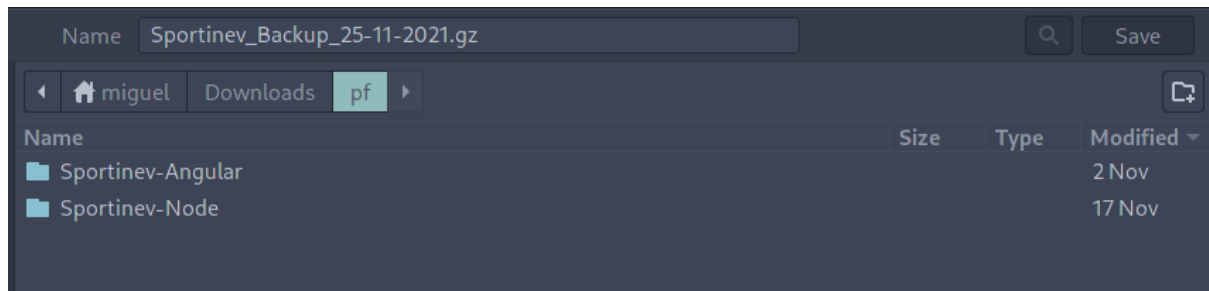 Name Sportinev_Backup_25-11-2021.gz Save
miguel Downloads pf
Name Size Type Modified
Sportinev-Angular 2 Nov
Sportinev-Node 17 Nov